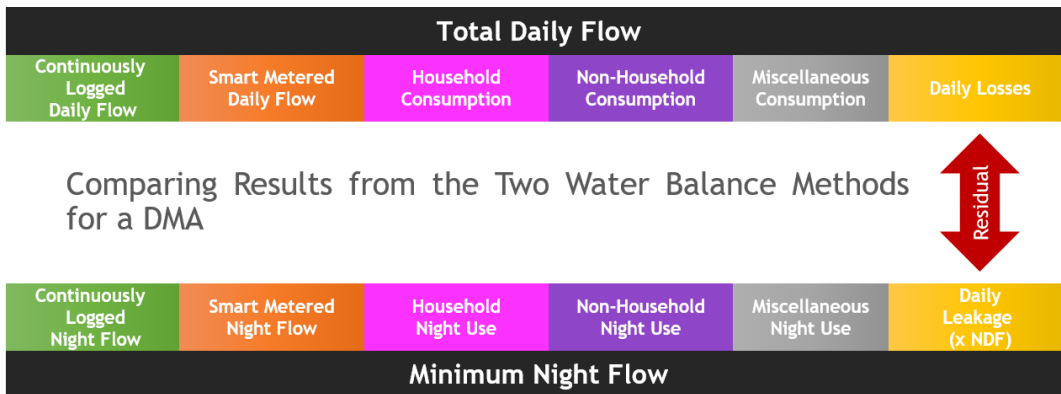 Total Daily Flow
Continuously
Logged
Daily Flow
Smart Metered
Daily Flow
Household
Consumption
Non-Household
Consumption
Miscellaneous
Consumption
Daily Losses
Comparing Results from the Two Water Balance Methods
for a DMA
Residual
Continuously
Logged
Night Flow
Smart Metered
Night Flow
Household
Night Use
Non-Household
Night Use
Miscellaneous
Night Use
Daily
Leakage
(x NDF)
Minimum Night Flow